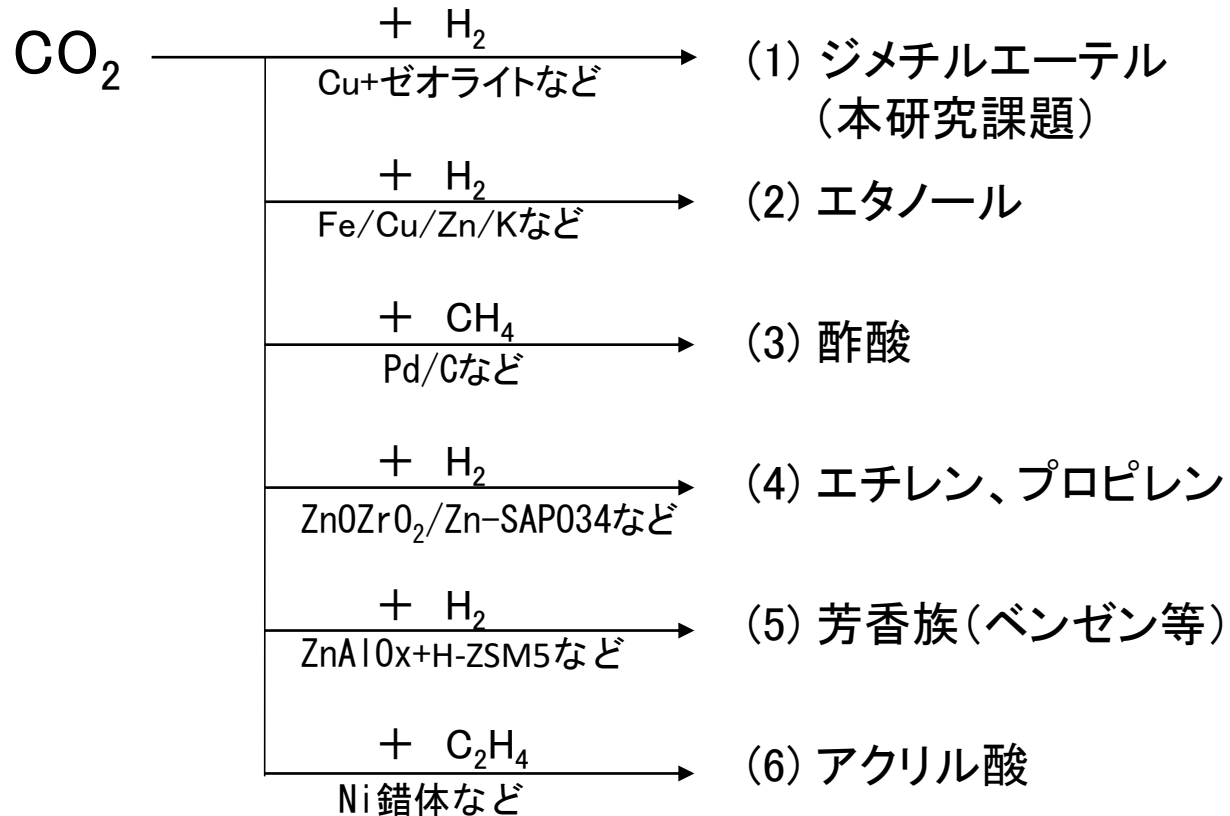 CO₂
＋ H₂
Cu+ゼオライトなど
(1) ジメチルエーテル
（本研究課題）
＋ H₂
Fe/Cu/Zn/Kなど
(2) エタノール
＋ CH₄
Pd/Cなど
(3) 酢酸
＋ H₂
ZnOZrO₂/Zn-SAPO34など
(4) エチレン、プロピレン
＋ H₂
ZnAlOx+H-ZSM5など
(5) 芳香族（ベンゼン等）
＋ C₂H₄
Ni錯体など
(6) アクリル酸